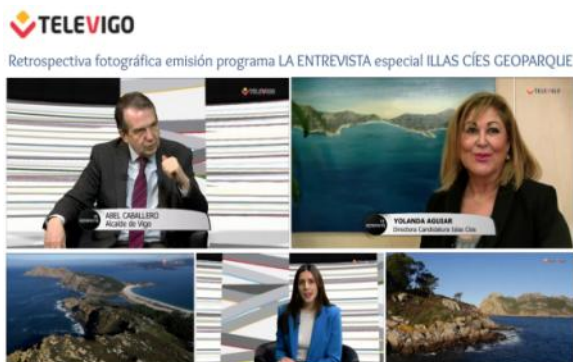 TELEVIGO
Retrospectiva fotográfica emisión programa LA ENTREVISTA especial ILLAS CÍES GEOPARQUE
TELEVIGO
TELEVIGO
ABEL CABALLERO
Alcalde de Vigo
YOLANDA AGUIAR
Directora Candidatura Islas Cíes